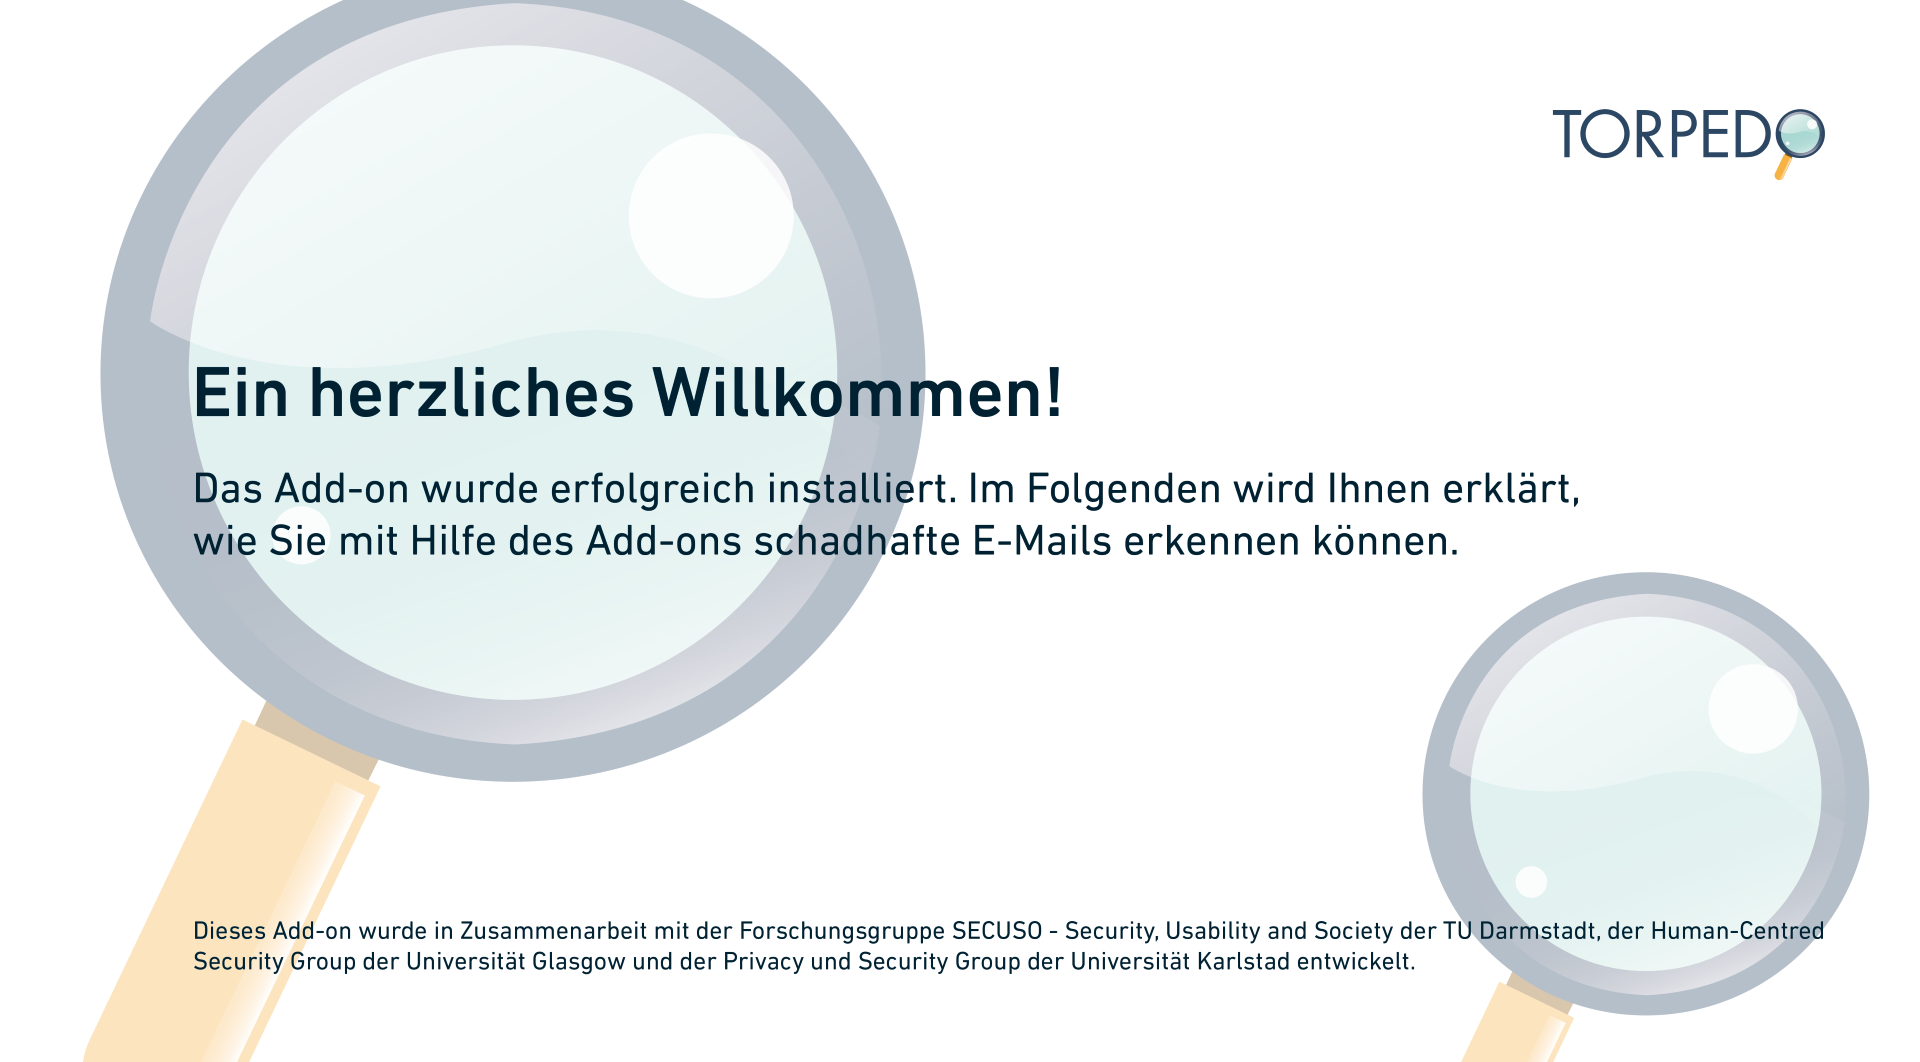 TORPEDO
Ein herzliches Willkommen!
Das Add-on wurde erfolgreich installiert. Im Folgenden wird Ihnen erklärt,
wie Sie mit Hilfe des Add-ons schadhafte E-Mails erkennen können.
Dieses Add-on wurde in Zusammenarbeit mit der Forschungsgruppe SECUSO - Security, Usability and Society der TU Darmstadt, der Human-Centred
Security Group der Universität Glasgow und der Privacy und Security Group der Universität Karlstad entwickelt.